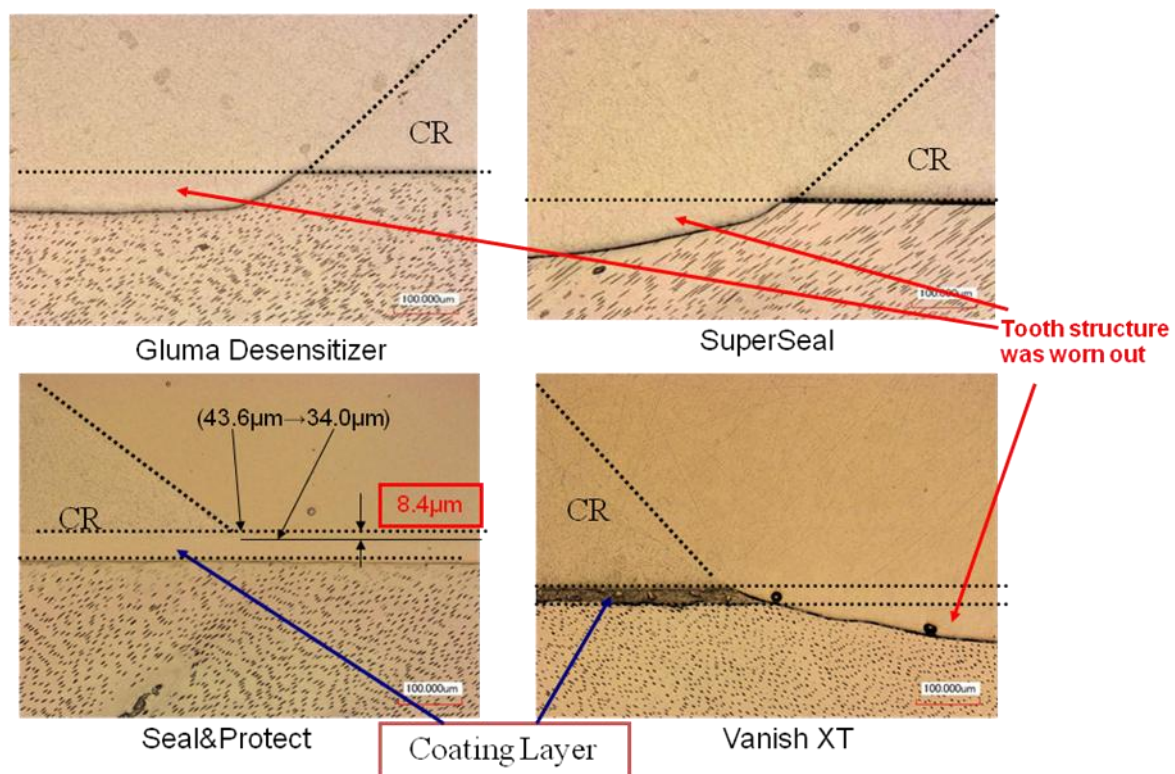 CR
CR
100.000um
100.000um
Gluma Desensitizer
SuperSeal
Tooth structure
was worn out
(43.6µm→34.0µm)
8.4µm
CR
CR
100.000um
100.000um
Seal&Protect
Coating Layer
Vanish XT